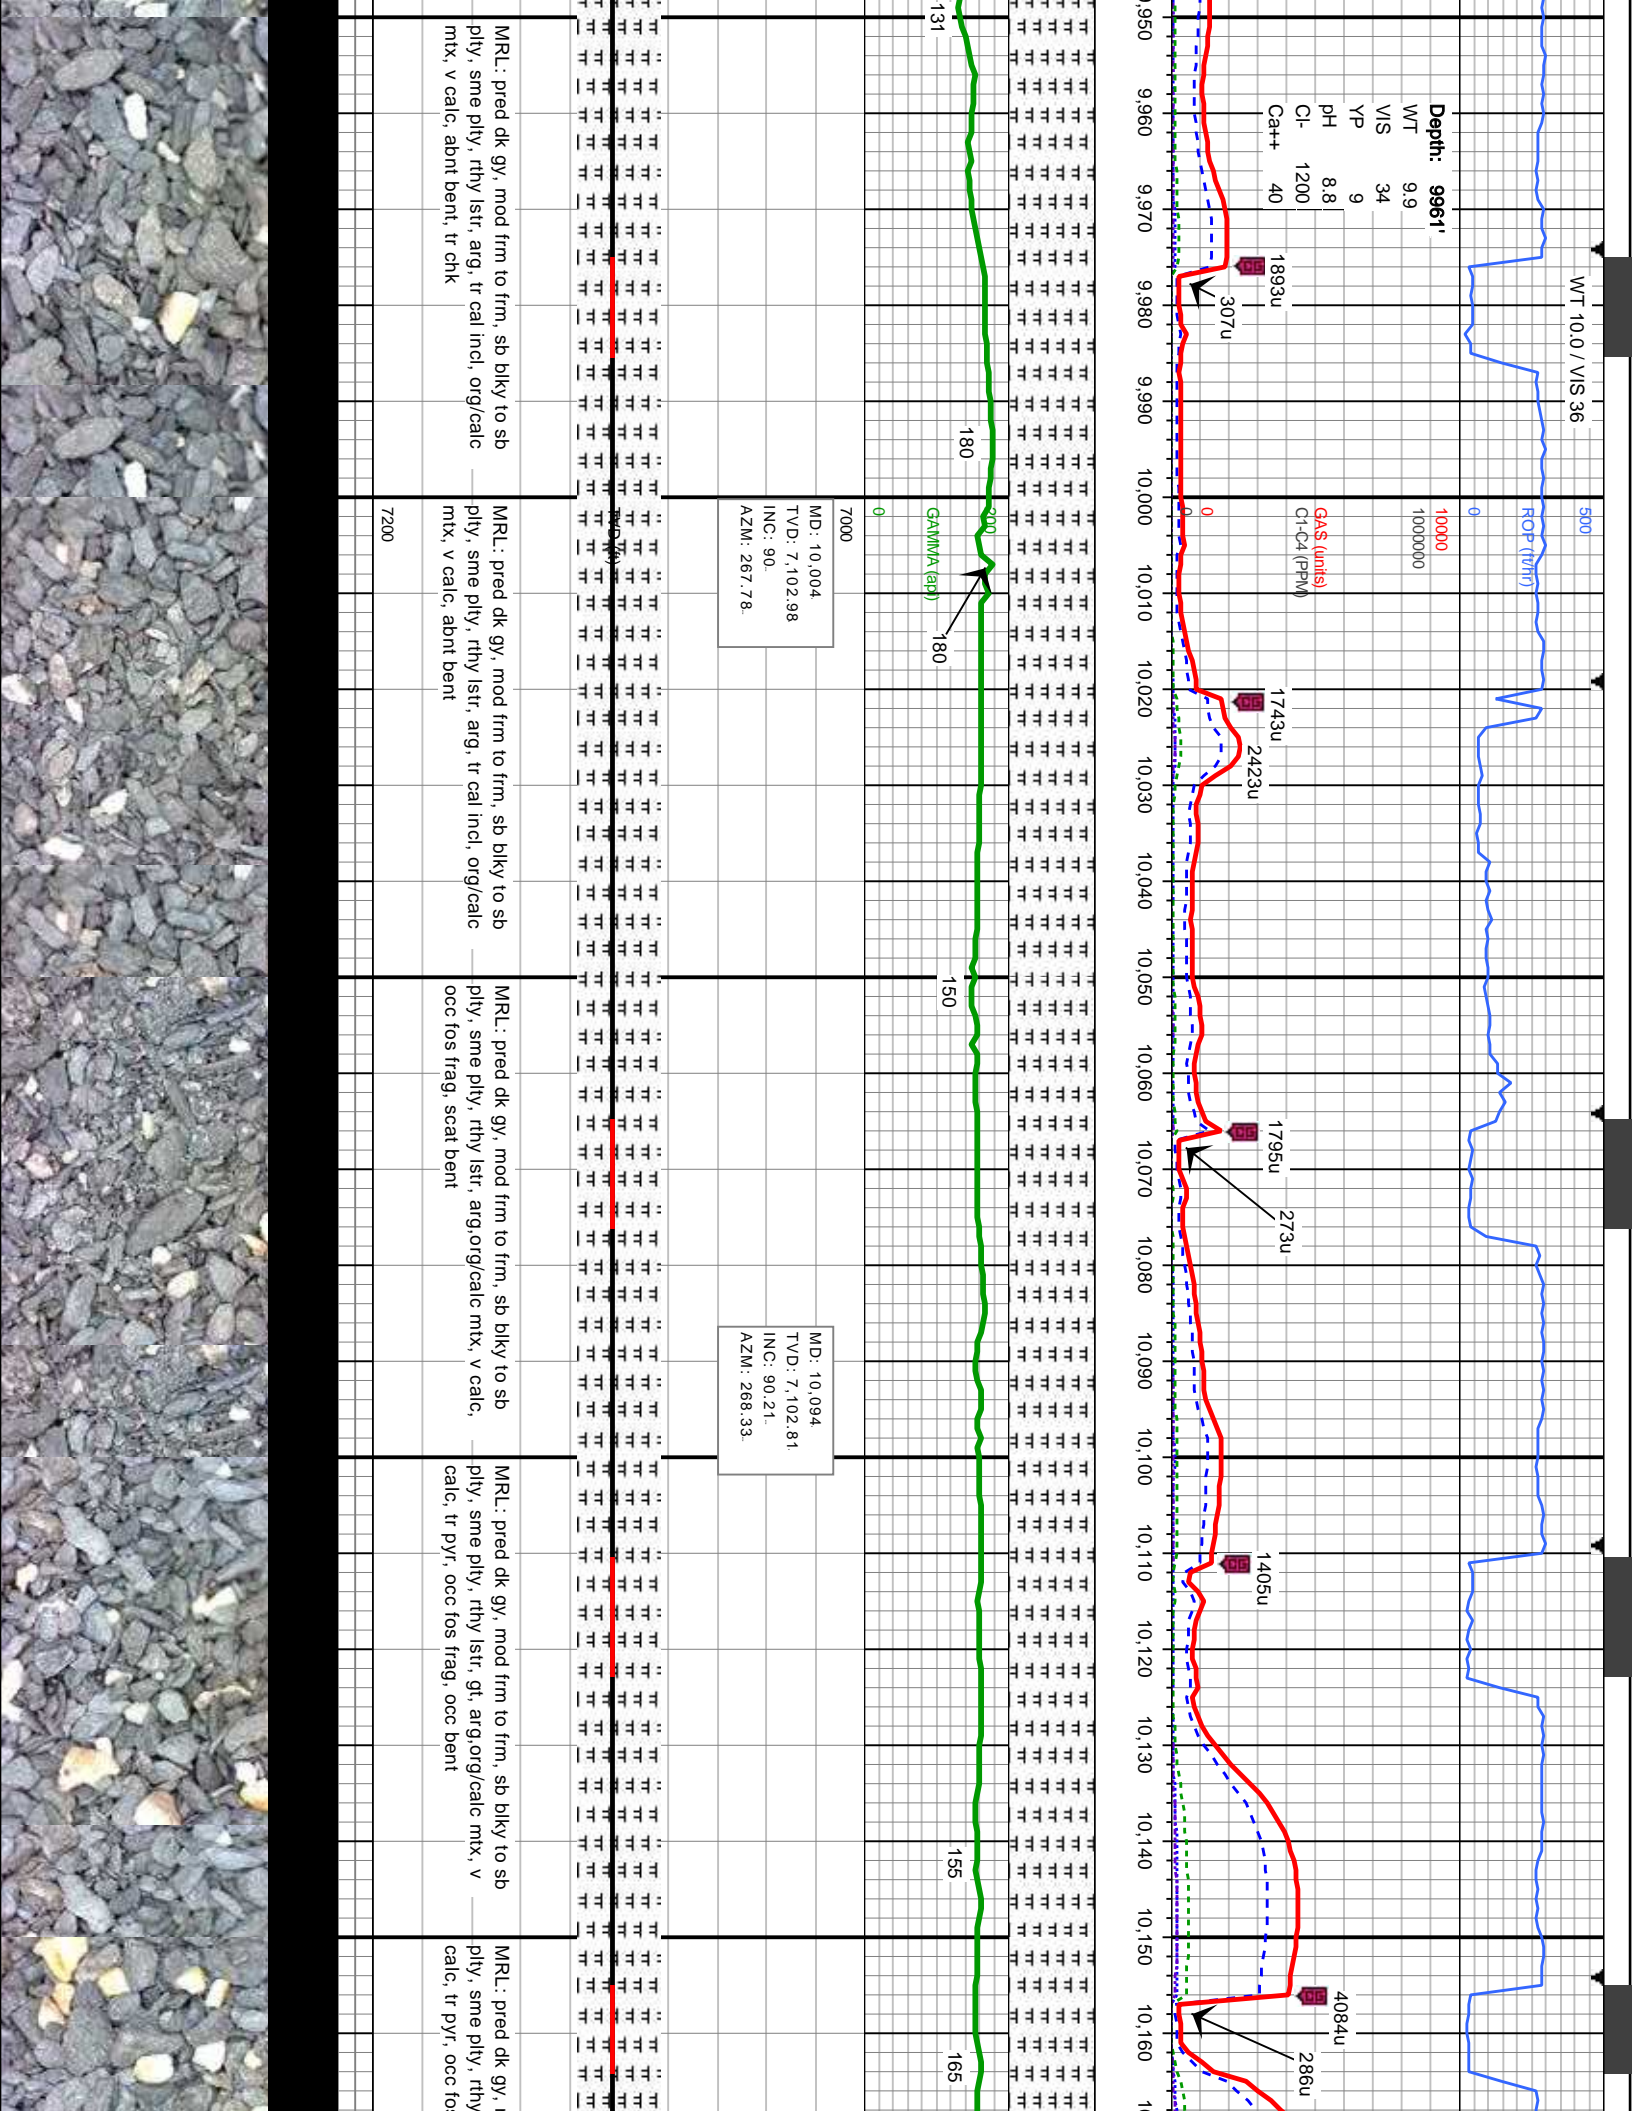 500
ROP (ft/hr)
0
WT 10.0 / VIS 36
10000
1000000
GAS (units)
C1-C4 (PPM)
0
0
Depth: 9961'
WT 9.9
VIS 34
YP 9
pH 8.8
Cl- 1200
Ca++ 40
1893u
307u
1743u
2423u
1795u
273u
1405u
4084u
286u
9,950
9,960
9,970
9,980
9,990
10,000
10,010
10,020
10,030
10,040
10,050
10,060
10,070
10,080
10,090
10,100
10,110
10,120
10,130
10,140
10,150
10,160
200
GAMMA (api)
0
131
180
180
150
155
165
7000
MD: 10,004
TVD: 7,102.98
INC: 90
AZM: 267.78
MD: 10,094
TVD: 7,102.81
INC: 90.21
AZM: 268.33
TVD (ft)
7200
MRL: pred dk gy, mod frm to frm, sb blky to sb
plty, sme plty, rthy lstr, arg, tr cal incl, org/calc
mtx, v calc, abnt bent, tr chk
MRL: pred dk gy, mod frm to frm, sb blky to sb
plty, sme plty, rthy lstr, arg, tr cal incl, org/calc
mtx, v calc, abnt bent
MRL: pred dk gy, mod frm to frm, sb blky to sb
plty, sme plty, rthy lstr, arg,org/calc mtx, v calc,
occ fos frag, scat bent
MRL: pred dk gy, mod frm to frm, sb blky to sb
plty, sme plty, rthy lstr, gt, arg,org/calc mtx, v
calc, tr pyr, occ fos frag, occ bent
MRL: pred dk gy,
plty, sme plty, rthy
calc, tr pyr, occ fos